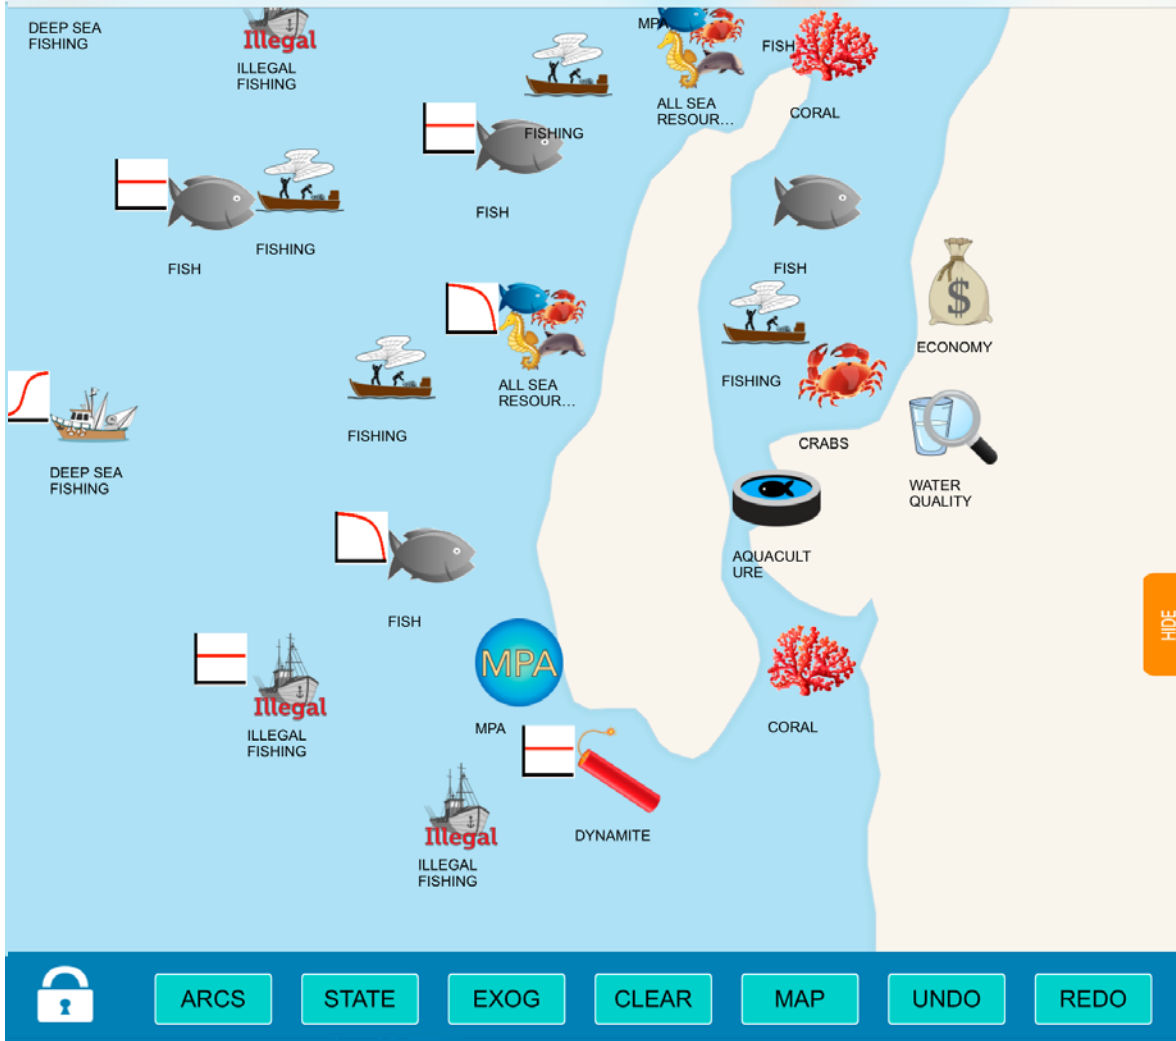 DEEP SEA
FISHING
Illegal
ILLEGAL
FISHING
MPA
FISH
ALL SEA
RESOUR...
CORAL
FISHING
FISH
FISHING
FISH
FISH
$
ECONOMY
FISHING
ALL SEA
RESOUR...
FISHING
CRABS
DEEP SEA
FISHING
WATER
QUALITY
AQUACULT
URE
FISH
HIDE
MPA
Illegal
ILLEGAL
FISHING
MPA
CORAL
DYNAMITE
Illegal
ILLEGAL
FISHING
ARCS
STATE
EXOG
CLEAR
MAP
UNDO
REDO